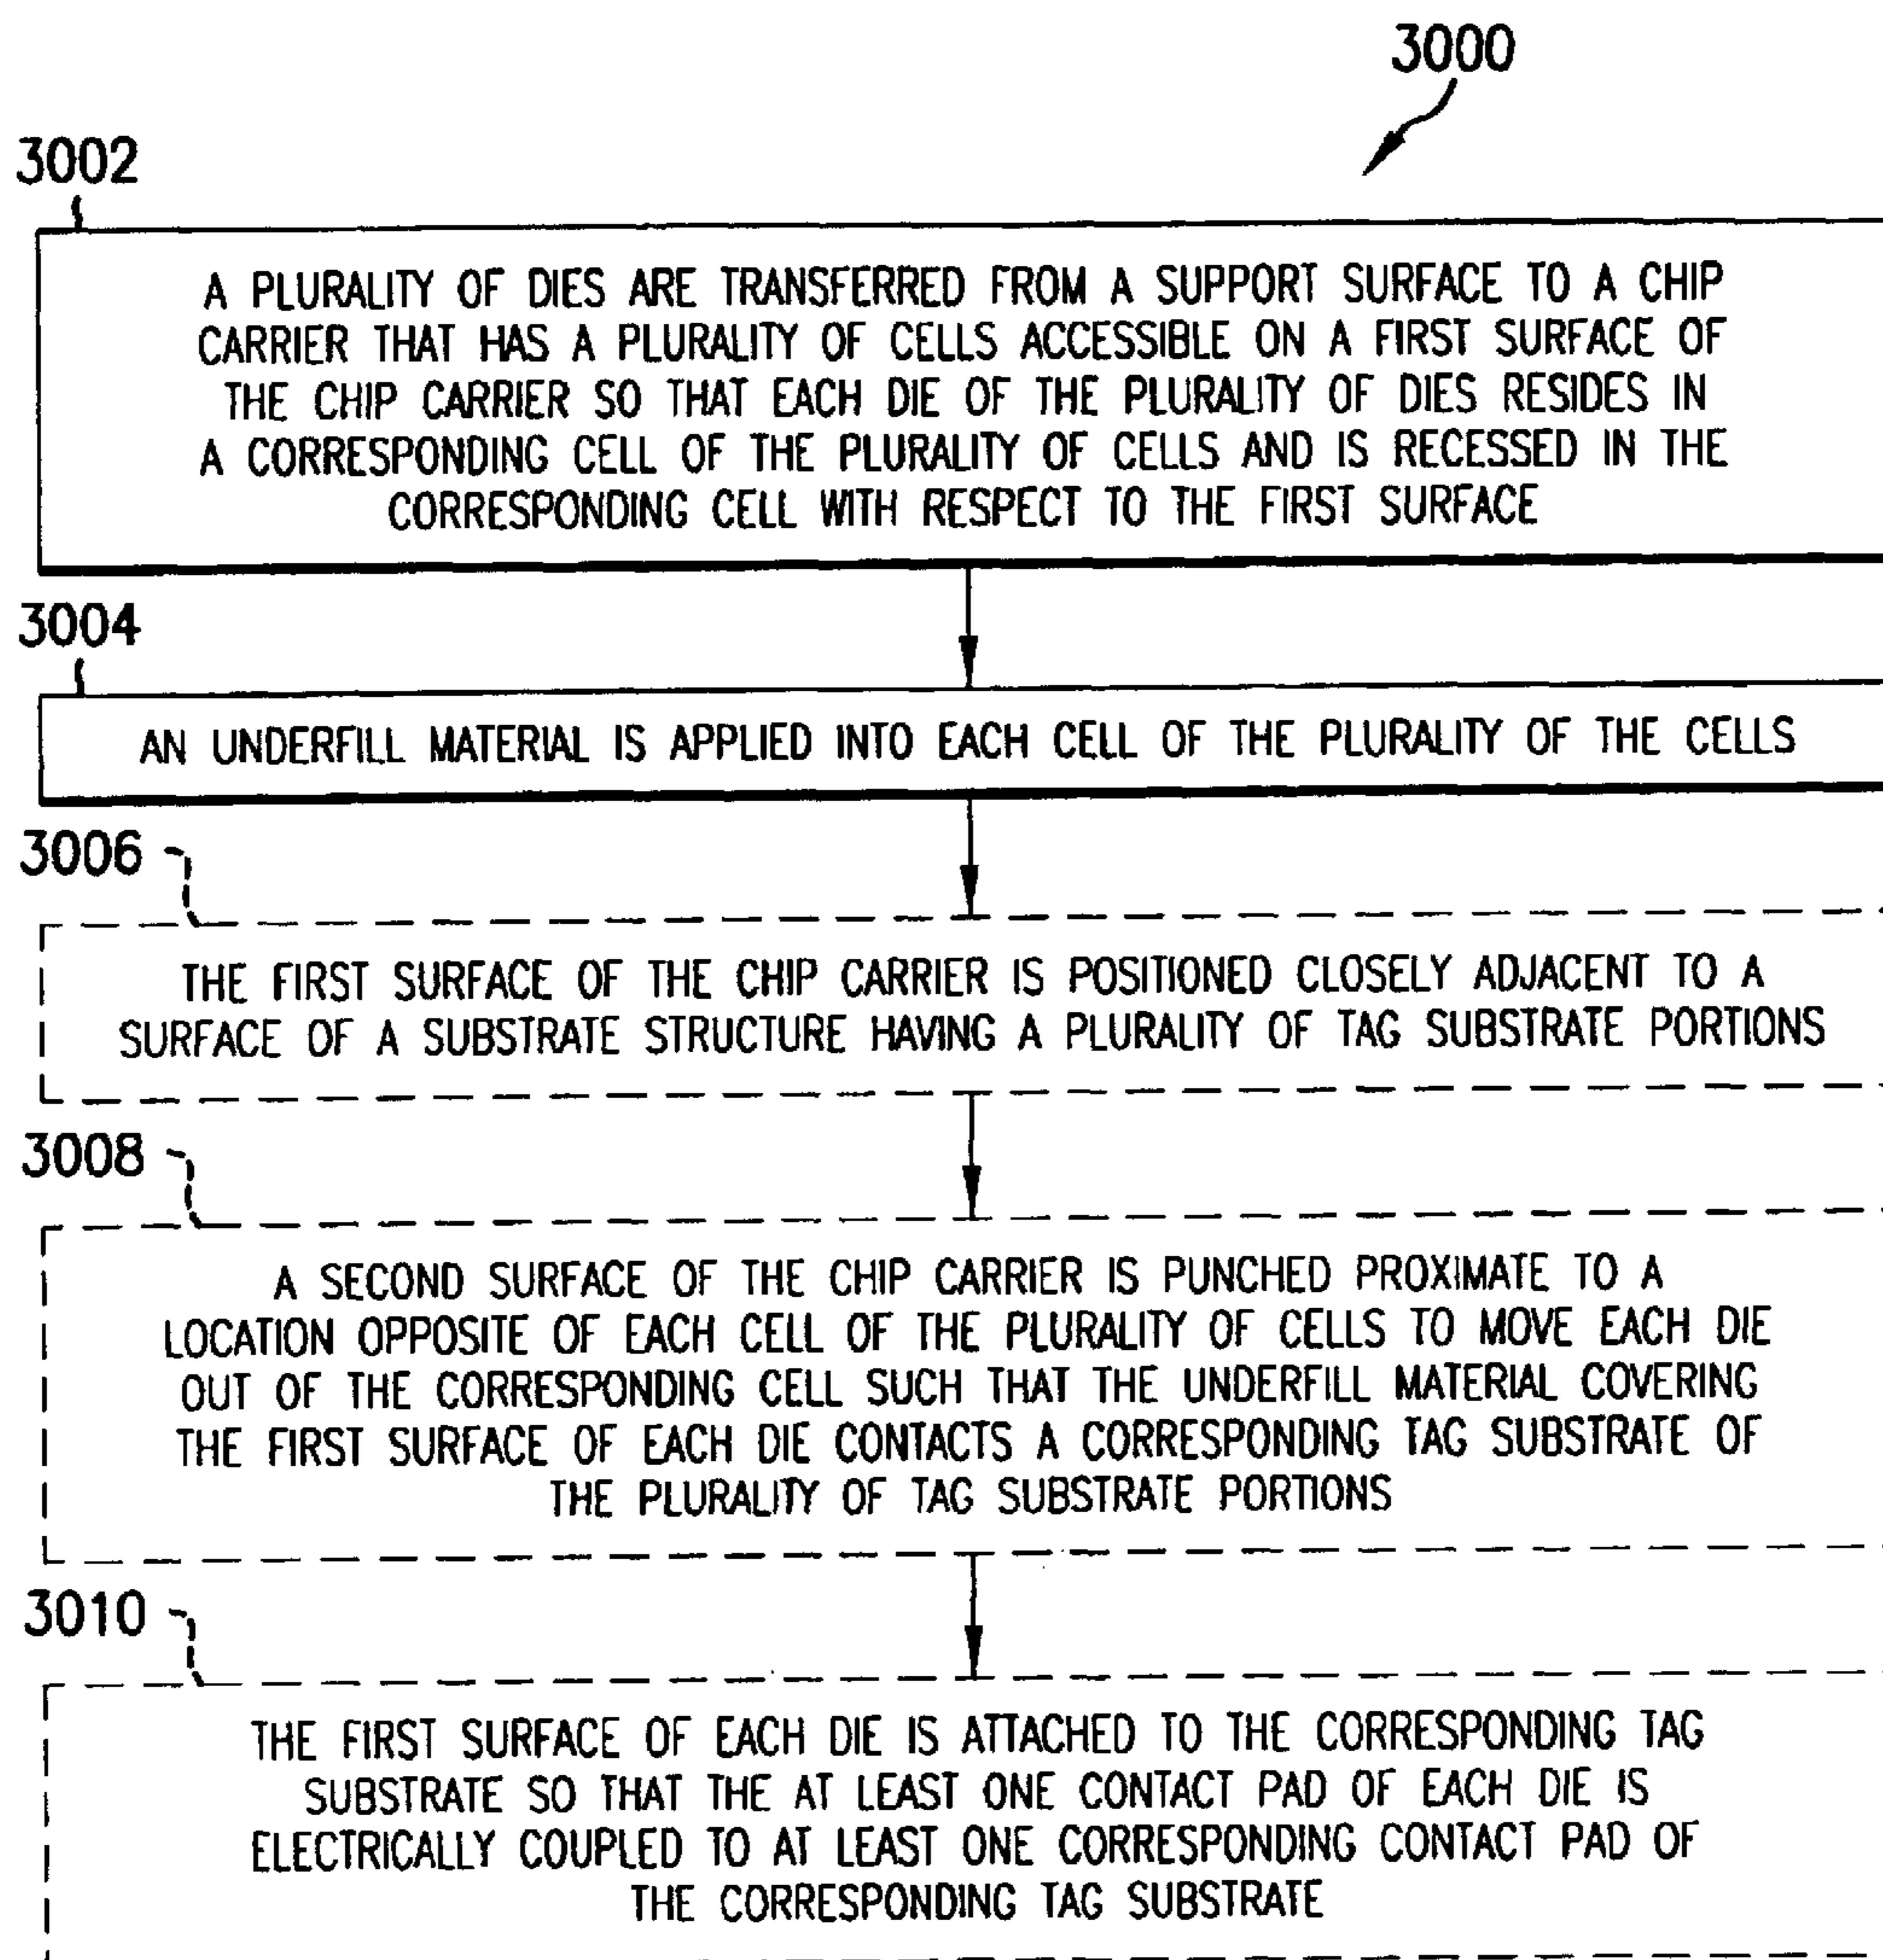 3000
3002
A PLURALITY OF DIES ARE TRANSFERRED FROM A SUPPORT SURFACE TO A CHIP
CARRIER THAT HAS A PLURALITY OF CELLS ACCESSIBLE ON A FIRST SURFACE OF
THE CHIP CARRIER SO THAT EACH DIE OF THE PLURALITY OF DIES RESIDES IN
A CORRESPONDING CELL OF THE PLURALITY OF CELLS AND IS RECESSED IN THE
CORRESPONDING CELL WITH RESPECT TO THE FIRST SURFACE
3004
AN UNDERFILL MATERIAL IS APPLIED INTO EACH CELL OF THE PLURALITY OF THE CELLS
3006
THE FIRST SURFACE OF THE CHIP CARRIER IS POSITIONED CLOSELY ADJACENT TO A
SURFACE OF A SUBSTRATE STRUCTURE HAVING A PLURALITY OF TAG SUBSTRATE PORTIONS
3008
A SECOND SURFACE OF THE CHIP CARRIER IS PUNCHED PROXIMATE TO A
LOCATION OPPOSITE OF EACH CELL OF THE PLURALITY OF CELLS TO MOVE EACH DIE
OUT OF THE CORRESPONDING CELL SUCH THAT THE UNDERFILL MATERIAL COVERING
THE FIRST SURFACE OF EACH DIE CONTACTS A CORRESPONDING TAG SUBSTRATE OF
THE PLURALITY OF TAG SUBSTRATE PORTIONS
3010
THE FIRST SURFACE OF EACH DIE IS ATTACHED TO THE CORRESPONDING TAG
SUBSTRATE SO THAT THE AT LEAST ONE CONTACT PAD OF EACH DIE IS
ELECTRICALLY COUPLED TO AT LEAST ONE CORRESPONDING CONTACT PAD OF
THE CORRESPONDING TAG SUBSTRATE